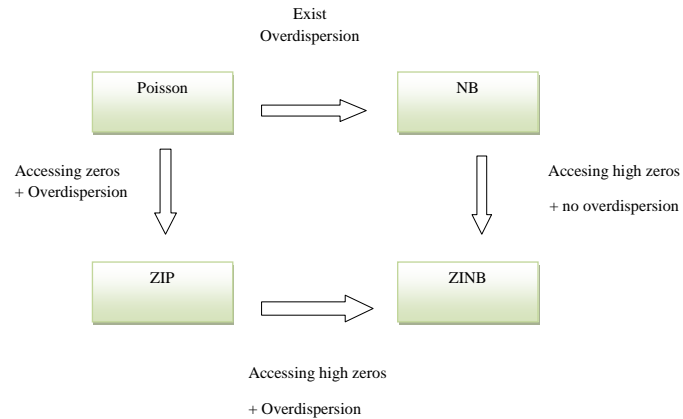 Exist
Overdispersion
Poisson
NB
Accessing zeros
+ Overdispersion
Accesing high zeros
+ no overdispersion
ZIP
ZINB
Accessing high zeros
+ Overdispersion